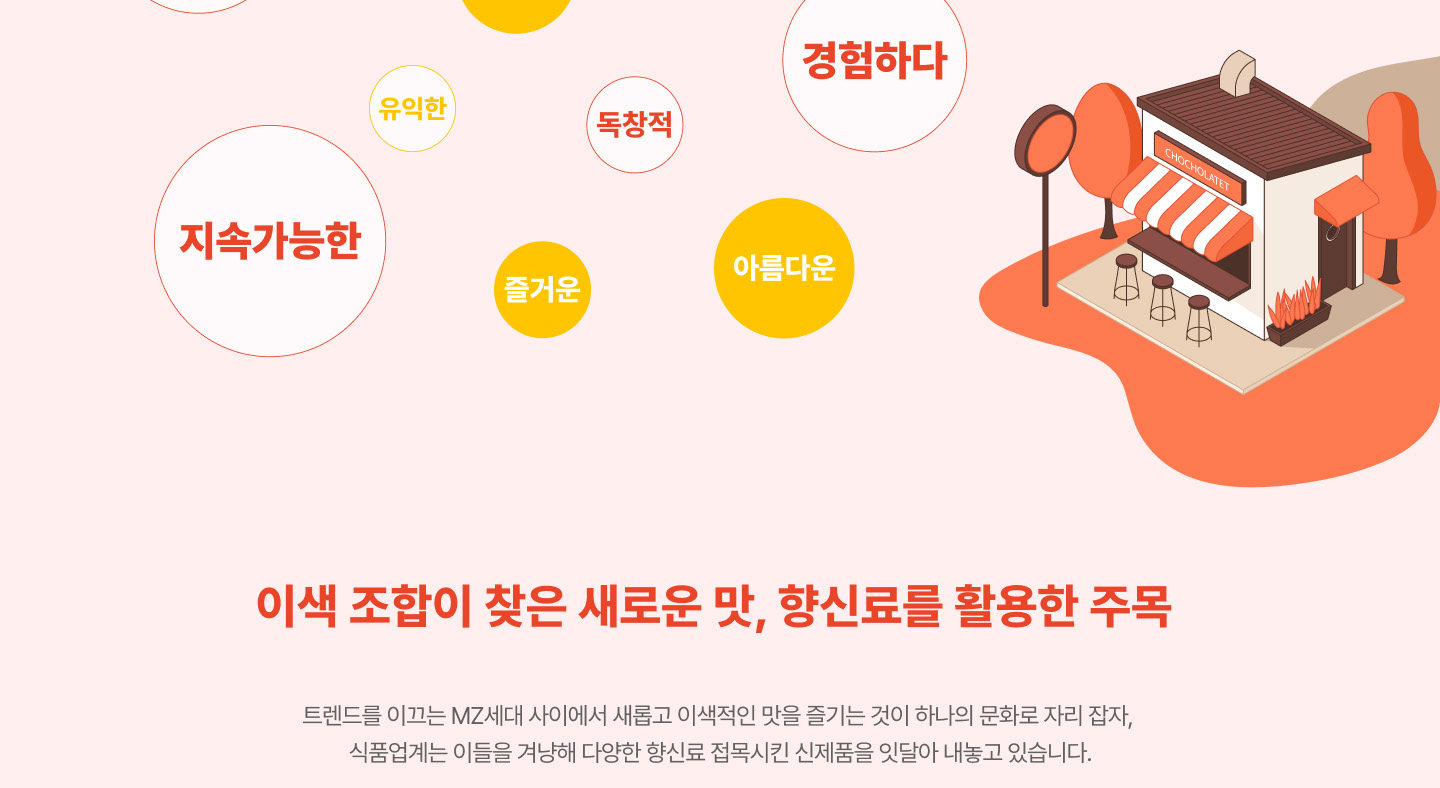 경험하다
유익한
독창적
CHOCHOLATET
지속가능한
아름다운
즐거운
이색 조합이 찾은 새로운 맛, 향신료를 활용한 주목
트렌드를 이끄는 MZ세대 사이에서 새롭고 이색적인 맛을 즐기는 것이 하나의 문화로 자리 잡자,
식품업계는 이들을 겨냥해 다양한 향신료 접목시킨 신제품을 잇달아 내놓고 있습니다.